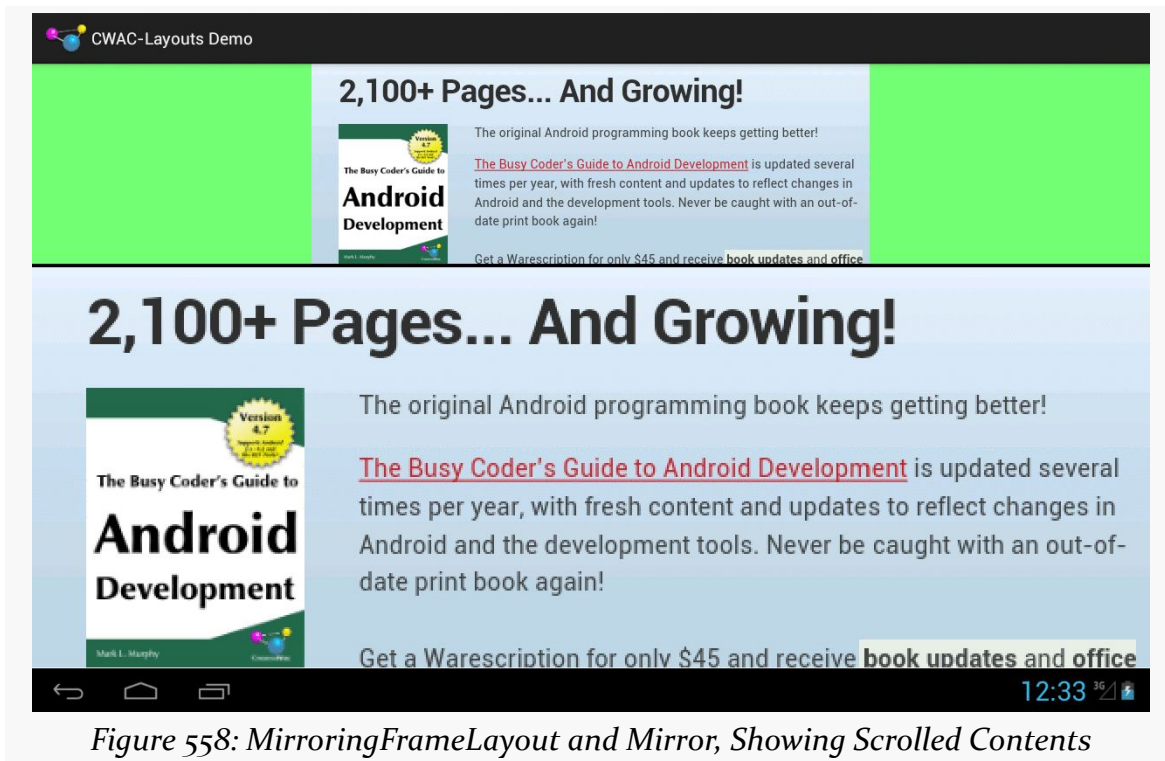 CWAC-Layouts Demo
2,100+ Pages... And Growing!
Version
4.7
The Busy Coder's Guide to
Android
Development
Mark L. Murphy
The original Android programming book keeps getting better!
The Busy Coder's Guide to Android Development is updated several
times per year, with fresh content and updates to reflect changes in
Android and the development tools. Never be caught with an out-of-
date print book again!
Get a Warescription for only $45 and receive book updates and office
2,100+ Pages... And Growing!
Version
4.7
The Busy Coder's Guide to
Android
Development
Mark L. Murphy
CommonsWare
The original Android programming book keeps getting better!
The Busy Coder's Guide to Android Development is updated several
times per year, with fresh content and updates to reflect changes in
Android and the development tools. Never be caught with an out-of-
date print book again!
Get a Warescription for only $45 and receive book updates and office
12:33 3G
Figure 558: MirroringFrameLayout and Mirror, Showing Scrolled Contents